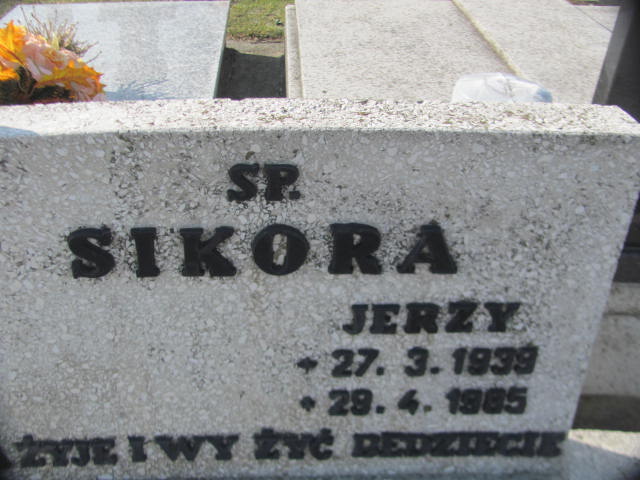 ŚP.
SIKORA
JERZY
+ 27. 3. 1939
+ 29. 4. 1985
ŻYJĘ I WY ŻYĆ BĘDZIECIE